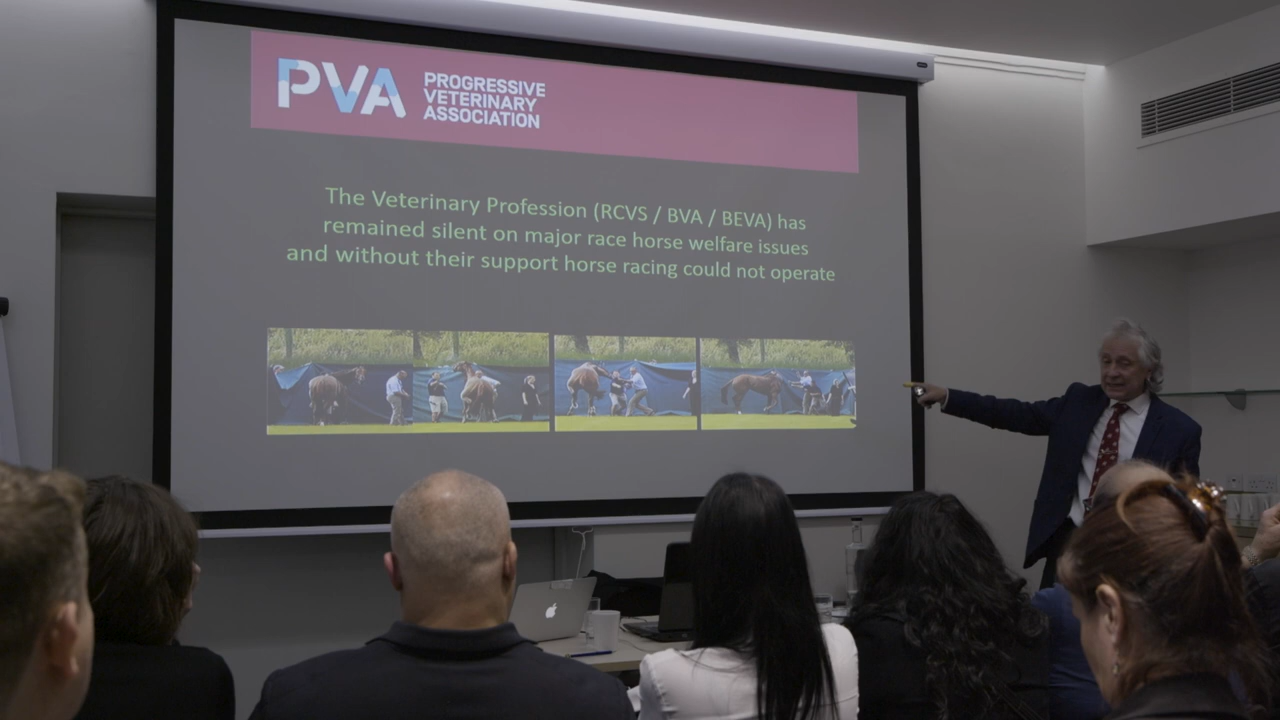 PVA
PROGRESSIVE
VETERINARY
ASSOCIATION
The Veterinary Profession (RCVS / BVA / BEVA) has
remained silent on major race horse welfare issues
and without their support horse racing could not operate